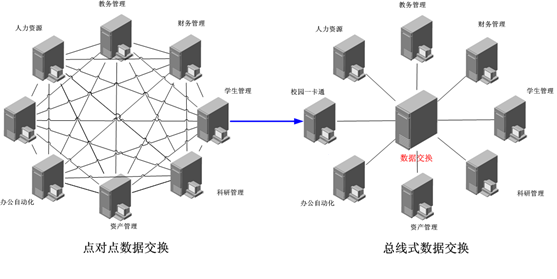 教务管理
人力资源
财务管理
学生管理
科研管理
资产管理
办公自动化
点对点数据交换
教务管理
人力资源
财务管理
校园一卡通
学生管理
数据交换
科研管理
办公自动化
资产管理
总线式数据交换